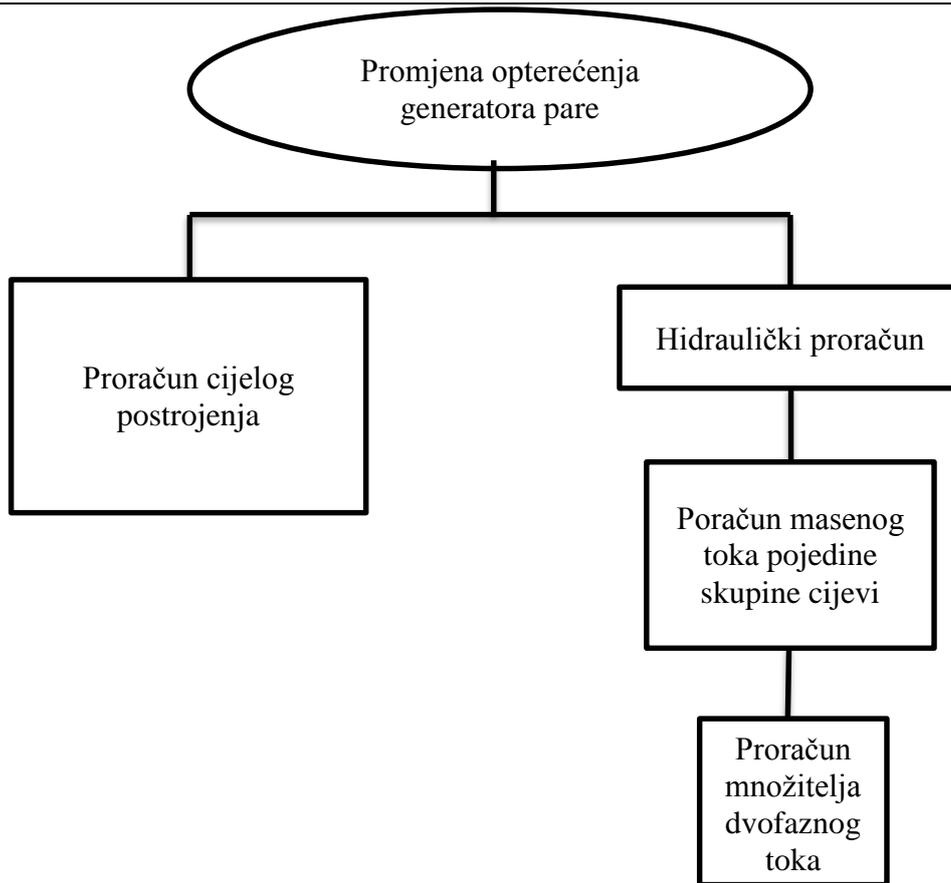 Promjena opterećenja
generatora pare
Proračun cijelog
postrojenja
Hidraulički proračun
Poračun masenog
toka pojedine
skupine cijevi
Proračun
množitelja
dvofaznog
toka